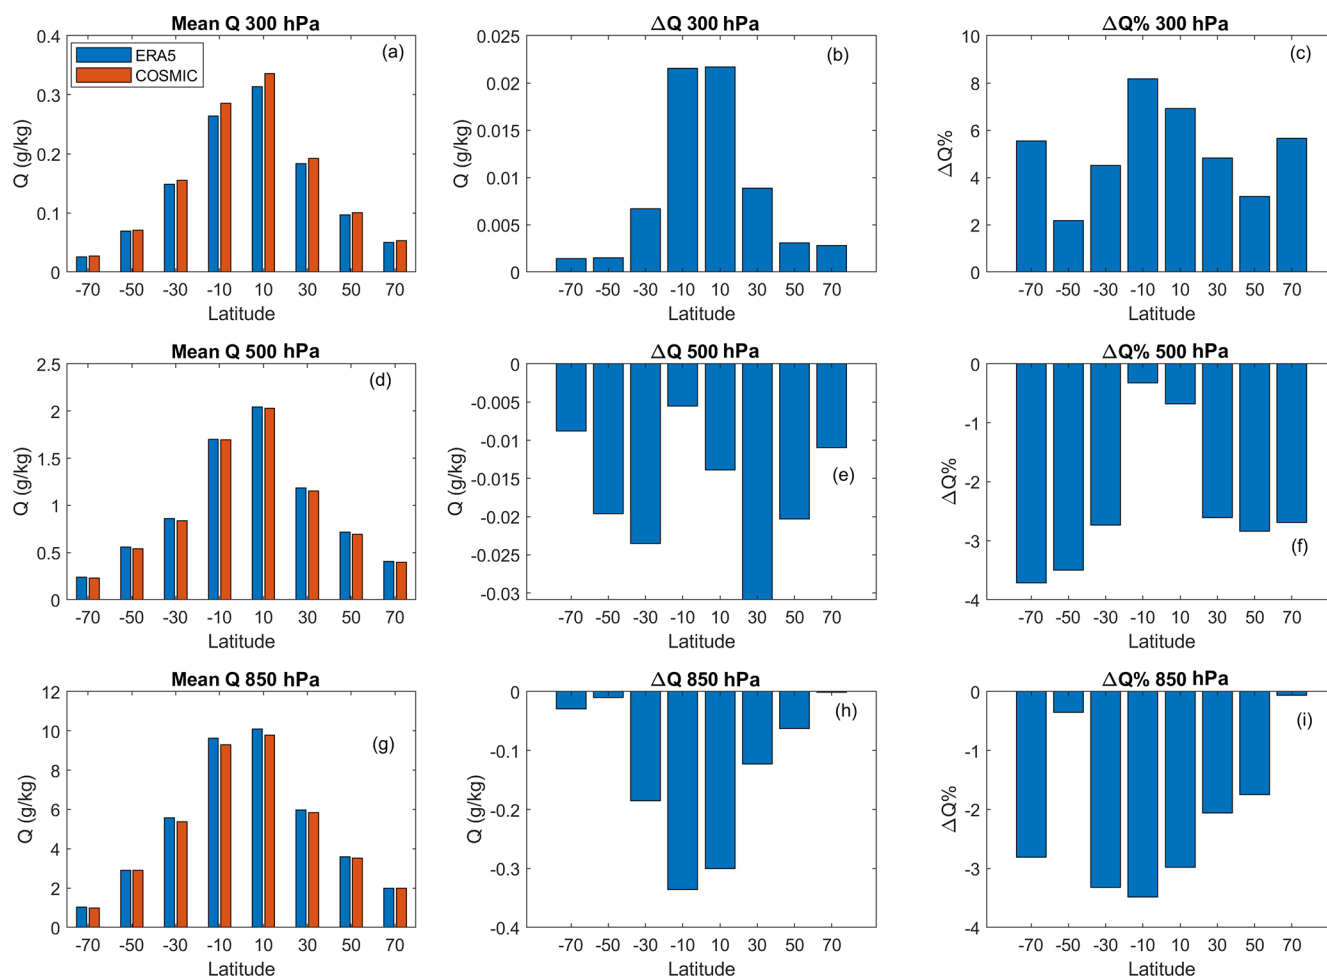 Mean Q 300 hPa
0.4
0.3
0.2
0.1
0
Q (g/kg)
ERA5
COSMIC
(a)
-70 -50 -30 -10 10 30 50 70
Latitude
ΔQ 300 hPa
0.025
0.02
0.015
0.01
0.005
0
Q (g/kg)
(b)
-70 -50 -30 -10 10 30 50 70
Latitude
ΔQ% 300 hPa
10
8
6
4
2
0
ΔQ%
(c)
-70 -50 -30 -10 10 30 50 70
Latitude
Mean Q 500 hPa
2.5
2
1.5
1
0.5
0
Q (g/kg)
(d)
-70 -50 -30 -10 10 30 50 70
Latitude
ΔQ 500 hPa
0
-0.005
-0.01
-0.015
-0.02
-0.025
-0.03
Q (g/kg)
(e)
-70 -50 -30 -10 10 30 50 70
Latitude
ΔQ% 500 hPa
0
-1
-2
-3
-4
ΔQ%
(f)
-70 -50 -30 -10 10 30 50 70
Latitude
Mean Q 850 hPa
12
10
8
6
4
2
0
Q (g/kg)
(g)
-70 -50 -30 -10 10 30 50 70
Latitude
ΔQ 850 hPa
0
-0.1
-0.2
-0.3
-0.4
Q (g/kg)
(h)
-70 -50 -30 -10 10 30 50 70
Latitude
ΔQ% 850 hPa
0
-1
-2
-3
-4
ΔQ%
(i)
-70 -50 -30 -10 10 30 50 70
Latitude